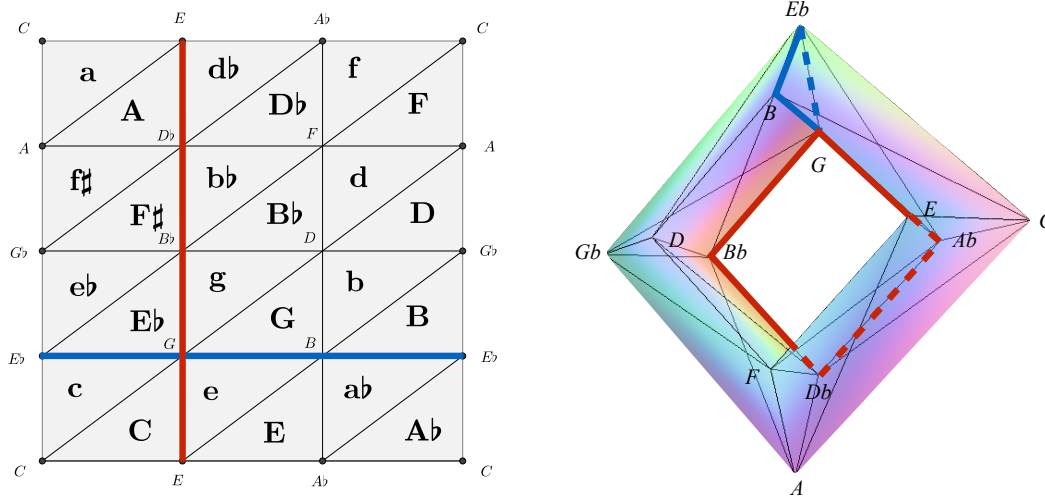 C E A♭ C
a d♭ f
A D♭ F
A D♭ F A
f♯ b♭ d
F♯ B♭ D
G♭ B♭ D G♭
e♭ g b
E♭ G B
E♭ G B E♭
c e a♭
C E A♭
C E A♭ C
Eb
B
G
E
C
Gb D Bb Ab
F
Db
A